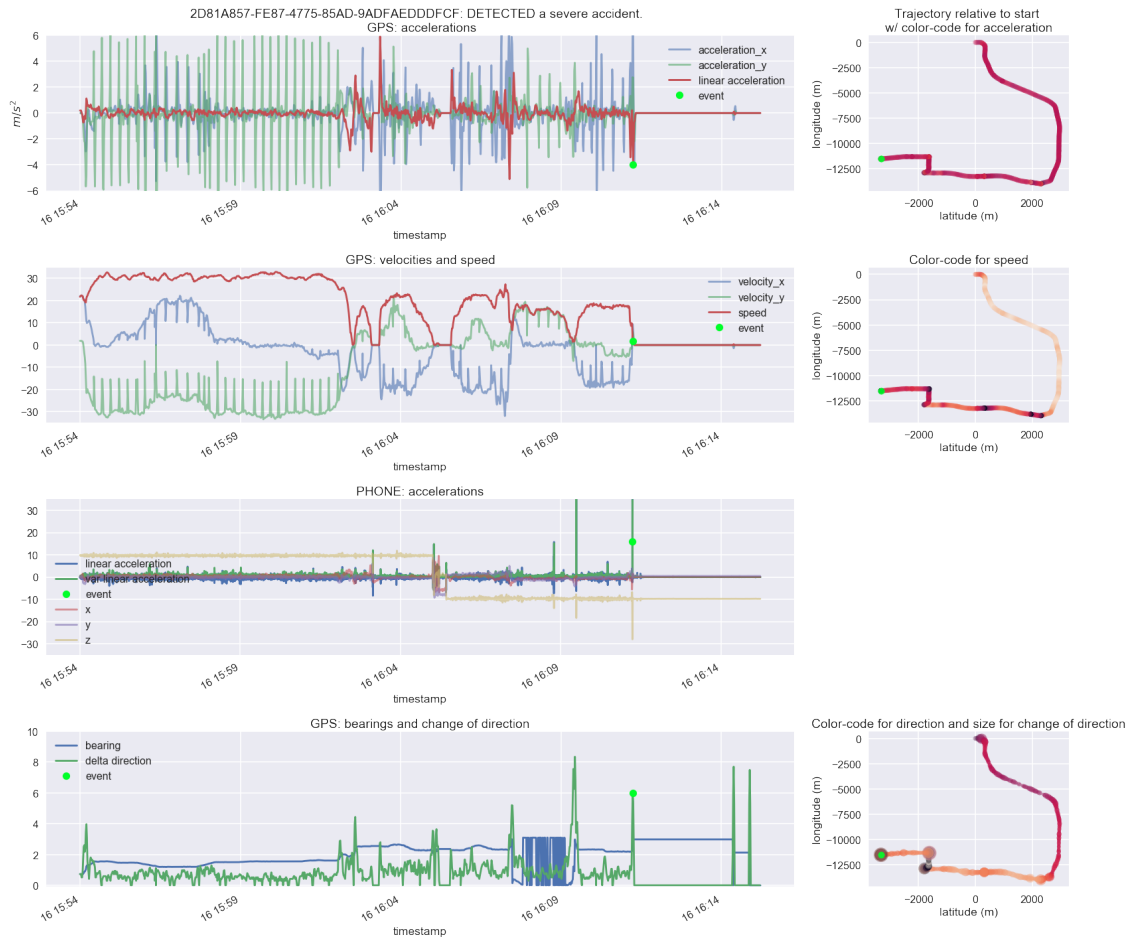 2D81A857-FE87-4775-85AD-9ADFAEDDDFCF: DETECTED a severe accident.
GPS: accelerations
6
4
2
0
−2
−4
−6
m/s²
acceleration_x
acceleration_y
linear acceleration
event
16 15:54
16 15:59
16 16:04
16 16:09
16 16:14
timestamp
Trajectory relative to start
w/ color-code for acceleration
0
−2500
−5000
−7500
−10000
−12500
longitude (m)
−2000
0
2000
latitude (m)
GPS: velocities and speed
30
20
10
0
−10
−20
−30
velocity_x
velocity_y
speed
event
16 15:54
16 15:59
16 16:04
16 16:09
16 16:14
timestamp
Color-code for speed
0
−2500
−5000
−7500
−10000
−12500
longitude (m)
−2000
0
2000
latitude (m)
PHONE: accelerations
30
20
10
0
−10
−20
−30
linear acceleration
var linear acceleration
event
x
y
z
16 15:54
16 15:59
16 16:04
16 16:09
16 16:14
timestamp
GPS: bearings and change of direction
10
8
6
4
2
0
bearing
delta direction
event
16 15:54
16 15:59
16 16:04
16 16:09
16 16:14
timestamp
Color-code for direction and size for change of direction
0
−2500
−5000
−7500
−10000
−12500
longitude (m)
−2000
0
2000
latitude (m)